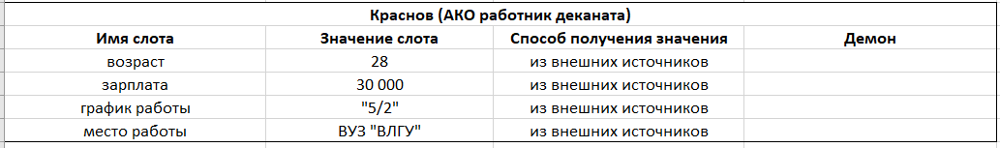 Краснов (АКО работник деканата)
Имя слота Значение слота Способ получения значения Демон
возраст 28 из внешних источников
зарплата 30 000 из внешних источников
график работы "5/2" из внешних источников
место работы ВУЗ "ВЛГУ" из внешних источников